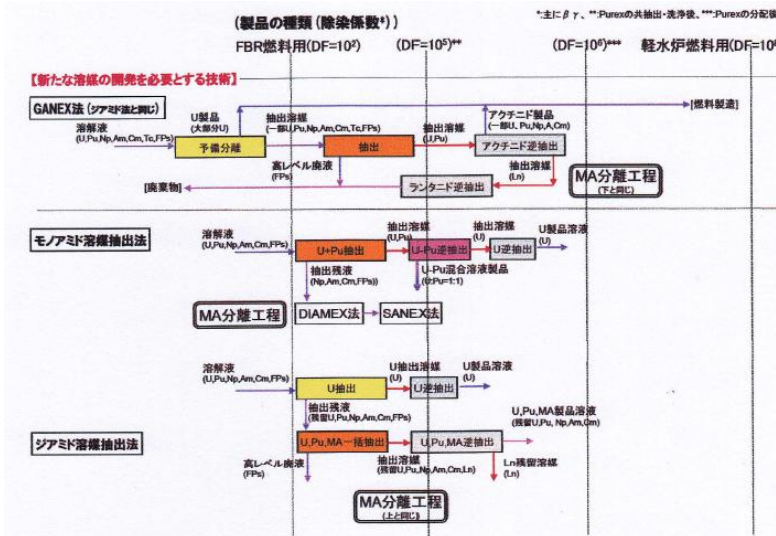 (製品の種類(除染係数*))
*:主にβγ、**:Purexの共抽出・洗浄後、***:Purexの分配後
FBR燃料用(DF=10²)
(DF=10⁵)**
(DF=10⁶)***
軽水炉燃料用(DF=10
【新たな溶媒の開発を必要とする技術】
GANEX法(ジアミド法と同じ)
溶解液
(U,Pu,Np,Am,Cm,Tc,FPs)
予備分離
U製品
(大部分U)
抽出溶媒
(一部U,Pu,Np,Am,Cm,Tc,FPs)
抽出
抽出溶媒
(U,Pu)
アクチニド製品
(一部U、Pu,Np,A,Cm)
アクチニド逆抽出
[燃料製造]
高レベル廃液
(FPs)
抽出溶媒
(Ln)
[廃棄物]
ランタニド逆抽出
MA分離工程
(下と同じ)
モノアミド溶媒抽出法
溶解液
(U,Pu,Np,Am,Cm,FPs)
U+Pu抽出
抽出溶媒
(U,Pu)
U-Pu逆抽出
抽出溶媒
(U)
U逆抽出
U製品溶液
(U)
抽出残液
(Np,Am,Cm,FPs))
U-Pu混合溶液製品
(U:Pu=1:1)
MA分離工程
DIAMEX法
SANEX法
溶解液
(U,Pu,Np,Am,Cm,FPs)
U抽出
U抽出溶媒
(U)
U逆抽出
U製品溶液
(U)
抽出残液
(残留U,Pu,Np,Am,Cm,FPs)
ジアミド溶媒抽出法
U,Pu,MA一括抽出
U,Pu,MA逆抽出
U,Pu,MA製品溶液
(残留U,Pu, Np,Am,Cm)
高レベル廃液
(FPs)
抽出溶媒
(残留U,Pu,Np,Am,Cm,Ln)
Ln残留溶媒
(Ln)
MA分離工程
(上と同じ)